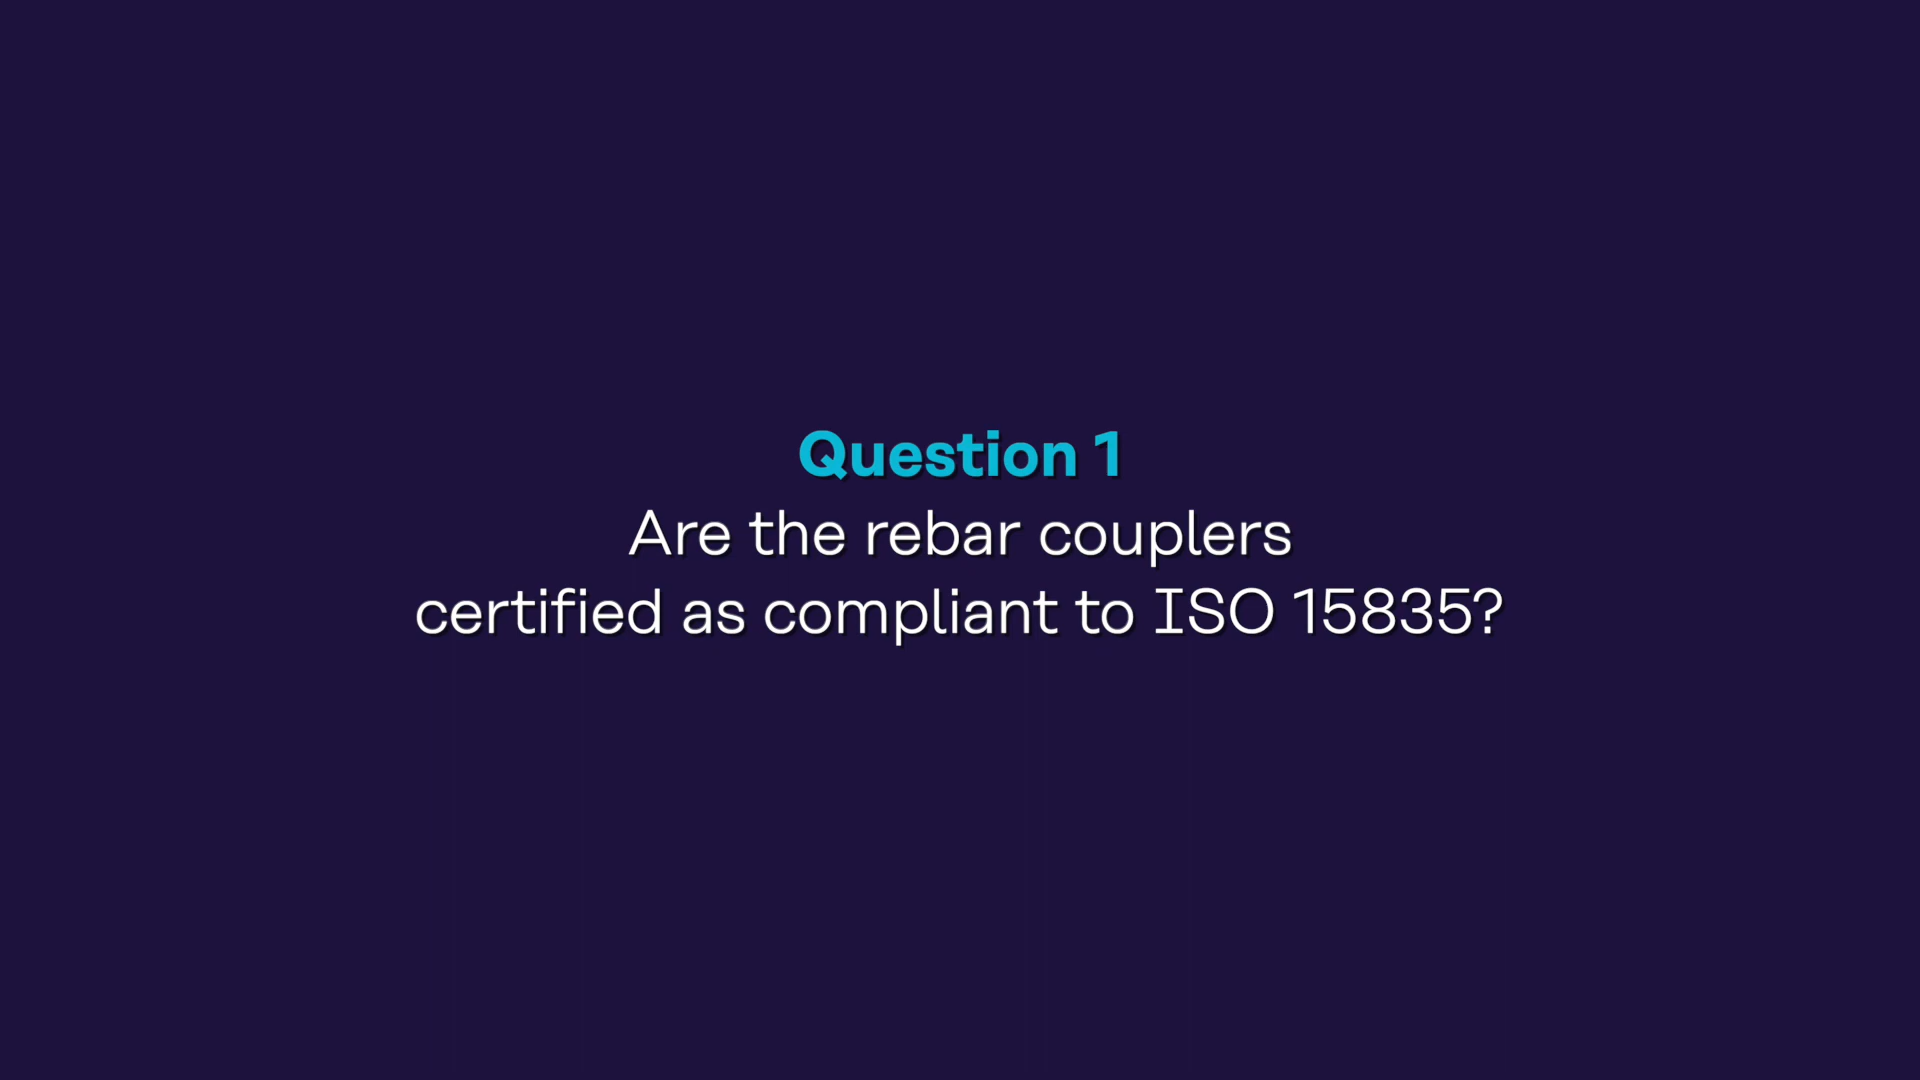 Question 1
Are the rebar couplers
certified as compliant to ISO 15835?